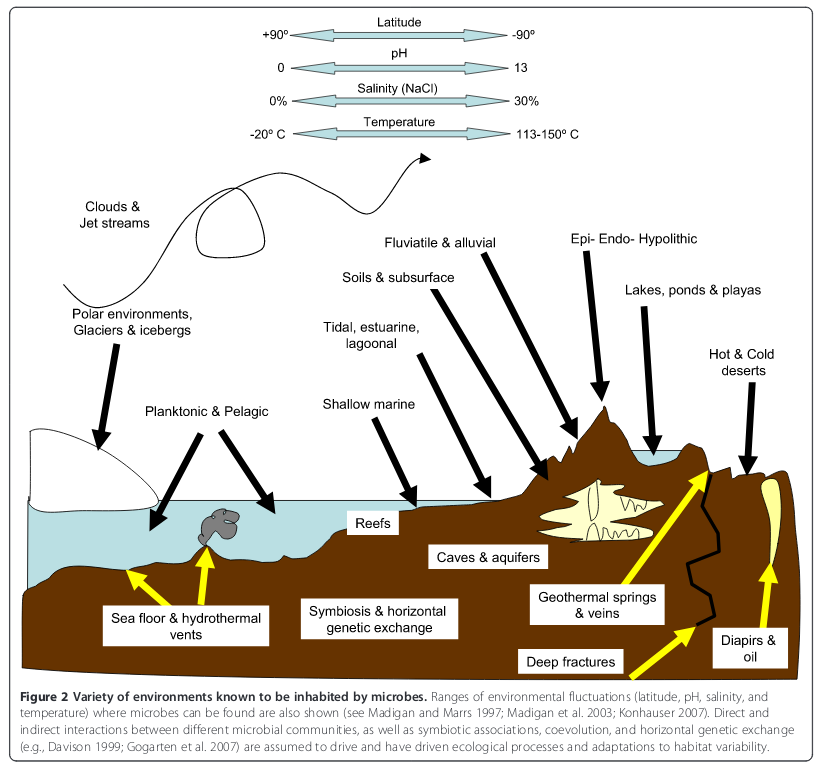 Latitude
+90º -90º
pH
0 13
Salinity (NaCl)
0% 30%
Temperature
-20º C 113-150º C
Clouds &
Jet streams
Fluviatile & alluvial
Epi- Endo- Hypolithic
Soils & subsurface
Lakes, ponds & playas
Polar environments,
Glaciers & icebergs
Tidal, estuarine,
lagoonal
Hot & Cold
deserts
Planktonic & Pelagic
Shallow marine
Reefs
Caves & aquifers
Sea floor & hydrothermal
vents
Symbiosis & horizontal
genetic exchange
Geothermal springs
& veins
Deep fractures
Diapirs &
oil
Figure 2 Variety of environments known to be inhabited by microbes. Ranges of environmental fluctuations (latitude, pH, salinity, and
temperature) where microbes can be found are also shown (see Madigan and Marrs 1997; Madigan et al. 2003; Konhauser 2007). Direct and
indirect interactions between different microbial communities, as well as symbiotic associations, coevolution, and horizontal genetic exchange
(e.g., Davison 1999; Gogarten et al. 2007) are assumed to drive and have driven ecological processes and adaptations to habitat variability.